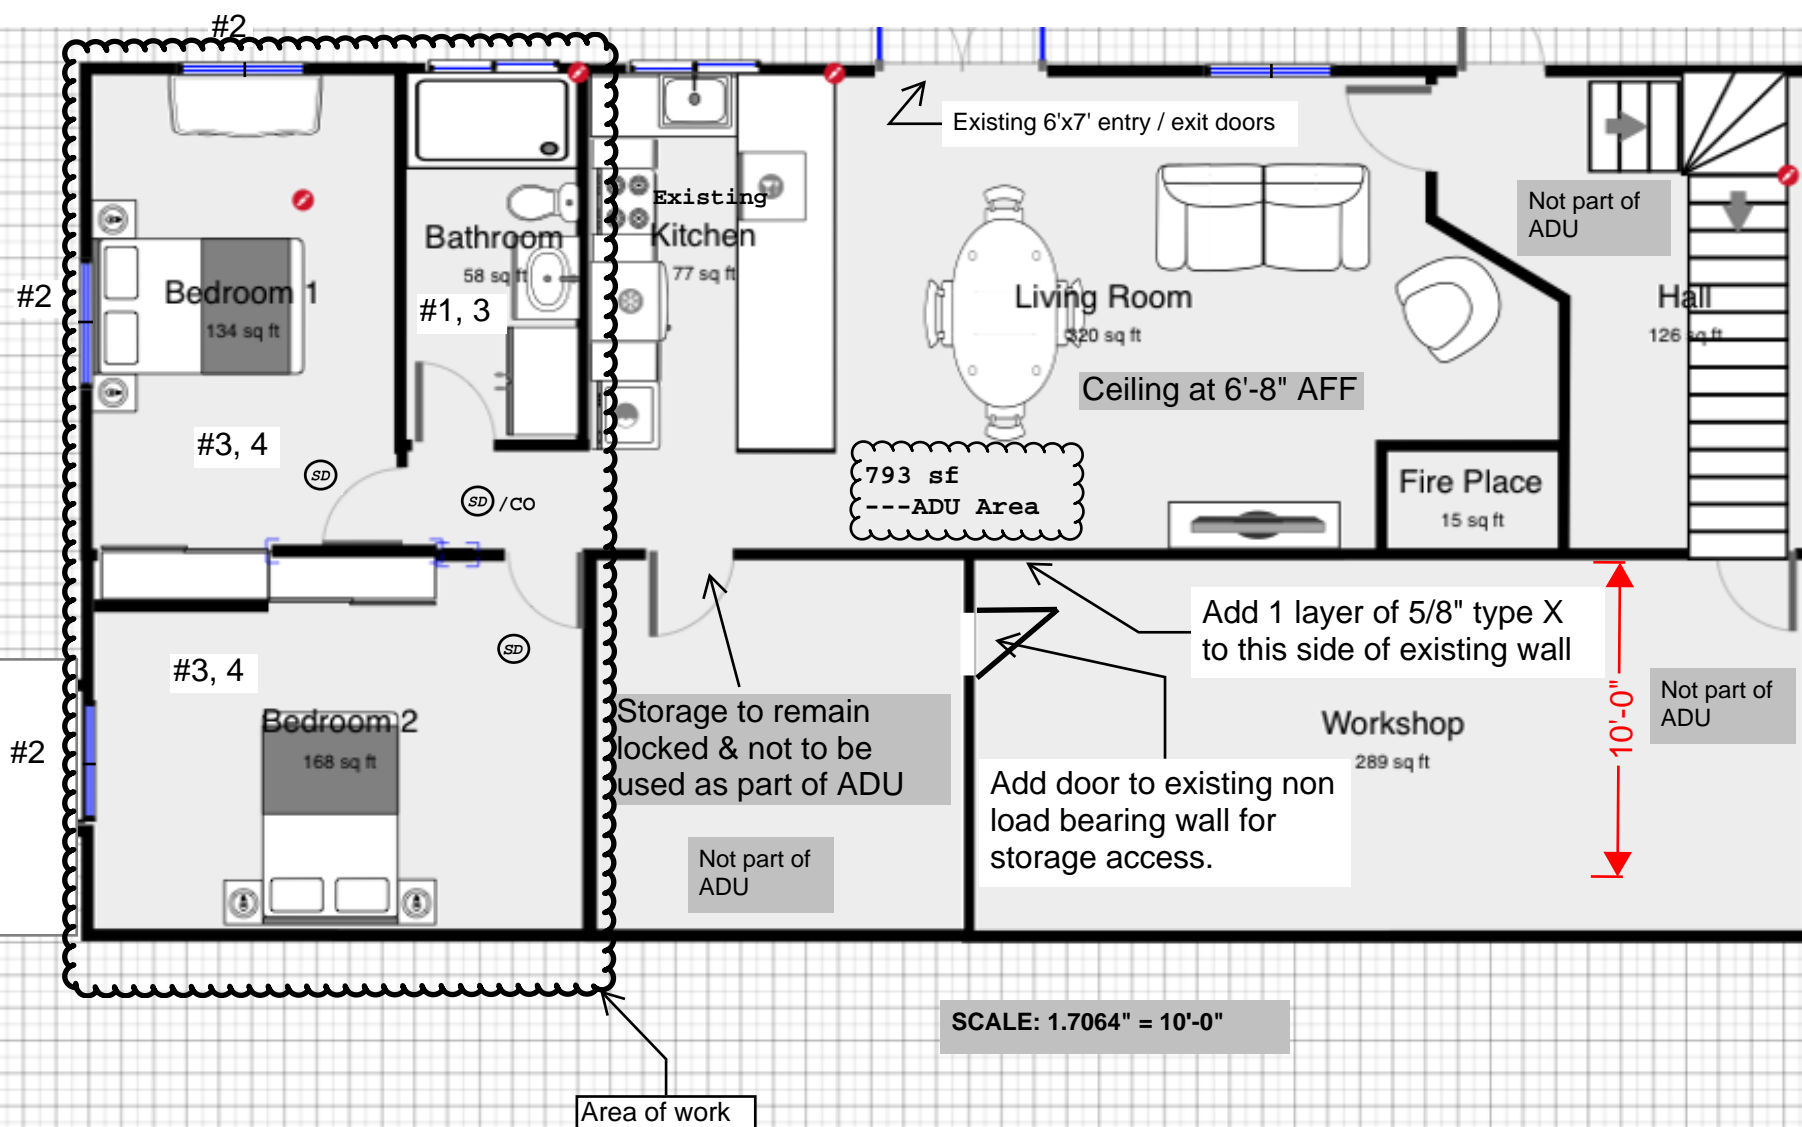 #2
Existing 6'x7' entry / exit doors
Existing
Kitchen
77 sq ft
Bathroom
58 sq ft
#1, 3
#2
Bedroom 1
134 sq ft
#3, 4
Living Room
320 sq ft
Ceiling at 6'-8" AFF
Not part of
ADU
Hall
126 sq ft
SD
SD /CO
793 sf
---ADU Area
Fire Place
15 sq ft
Add 1 layer of 5/8" type X
to this side of existing wall
SD
#3, 4
Bedroom 2
168 sq ft
#2
Storage to remain
locked & not to be
used as part of ADU
Not part of
ADU
Add door to existing non
load bearing wall for
storage access.
Workshop
289 sq ft
10'-0"
Not part of
ADU
SCALE: 1.7064" = 10'-0"
Area of work